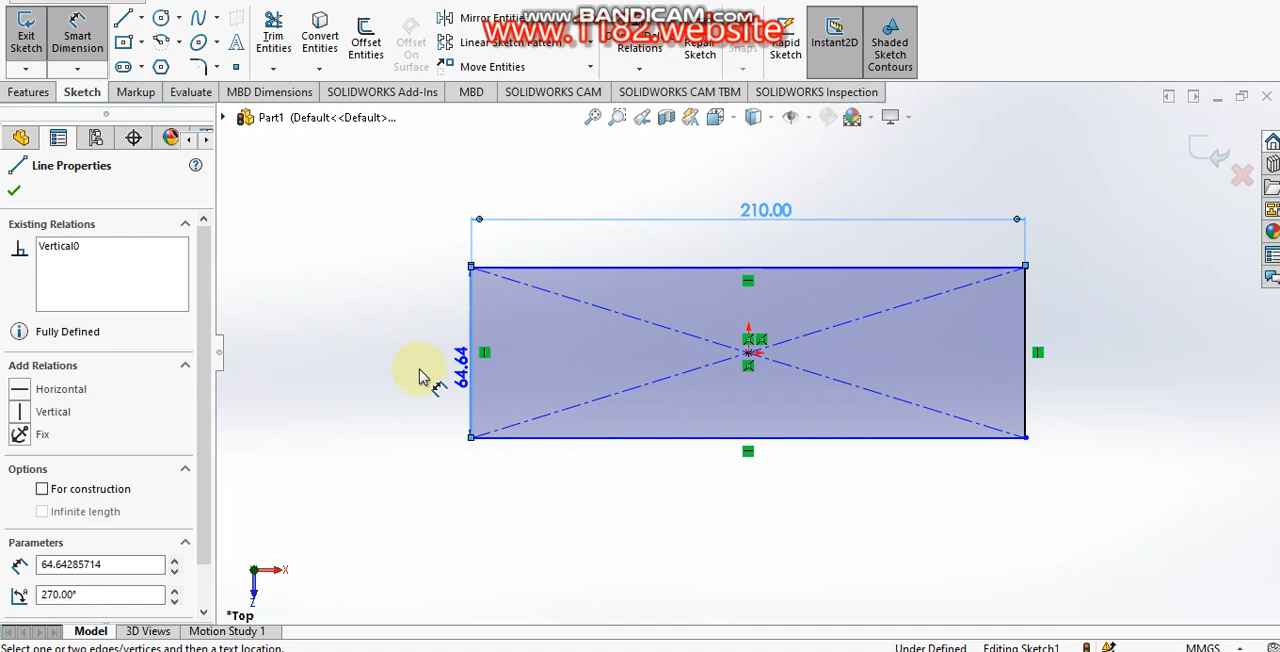 www.BANDICAM.com
www.1182.website
Exit Sketch
Smart Dimension
Trim Entities
Convert Entities
Offset Entities
Offset On Surface
Mirror Entities
Linear Sketch Pattern
Move Entities
Relations
Repair Sketch
Snaps
Rapid Sketch
Instant2D
Shaded Sketch Contours
Features
Sketch
Markup
Evaluate
MBD Dimensions
SOLIDWORKS Add-Ins
MBD
SOLIDWORKS CAM
SOLIDWORKS CAM TBM
SOLIDWORKS Inspection
Part1 (Default<<Default>...
Line Properties
Existing Relations
Vertical0
Fully Defined
Add Relations
Horizontal
Vertical
Fix
Options
For construction
Infinite length
Parameters
64.64285714
270.00°
210.00
64.64
X
Z
*Top
Model
3D Views
Motion Study 1
Select one or two edges/vertices and then a text location.
Under Defined
Editing Sketch1
MMGS